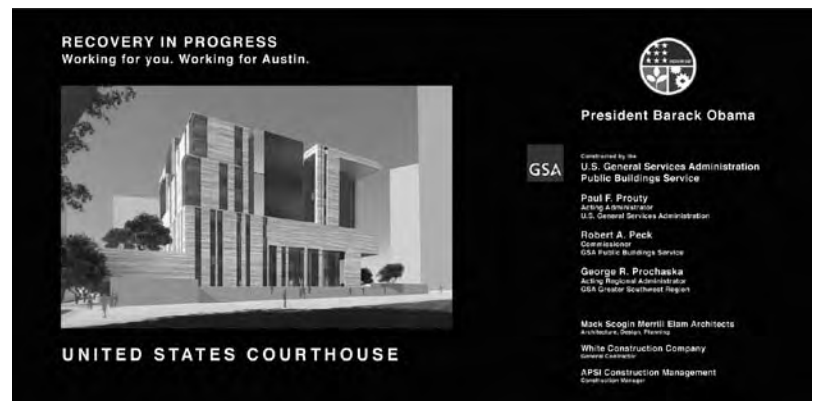 RECOVERY IN PROGRESS
Working for you. Working for Austin.
UNITED STATES COURTHOUSE
President Barack Obama
GSA
Constructed by the
U.S. General Services Administration
Public Buildings Service
Paul F. Prouty
Acting Administrator
U.S. General Services Administration
Robert A. Peck
Commissioner
GSA Public Buildings Service
George R. Prochaska
Acting Regional Administrator
GSA Greater Southwest Region
Mack Scogin Merrill Elam Architects
Architecture, Design, Planning
White Construction Company
General Contractor
APSI Construction Management
Construction Manager